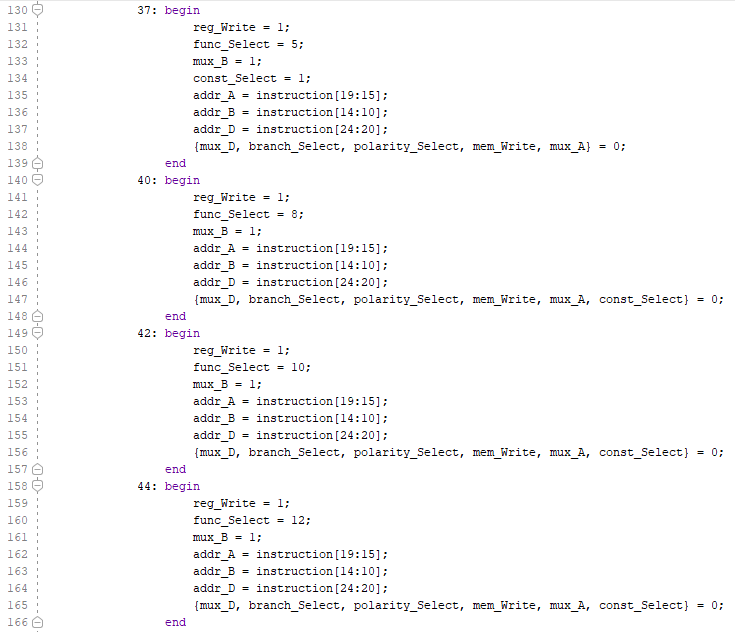 130 37: begin
131 reg_Write = 1;
132 func_Select = 5;
133 mux_B = 1;
134 const_Select = 1;
135 addr_A = instruction[19:15];
136 addr_B = instruction[14:10];
137 addr_D = instruction[24:20];
138 {mux_D, branch_Select, polarity_Select, mem_Write, mux_A} = 0;
139 end
140 40: begin
141 reg_Write = 1;
142 func_Select = 8;
143 mux_B = 1;
144 addr_A = instruction[19:15];
145 addr_B = instruction[14:10];
146 addr_D = instruction[24:20];
147 {mux_D, branch_Select, polarity_Select, mem_Write, mux_A, const_Select} = 0;
148 end
149 42: begin
150 reg_Write = 1;
151 func_Select = 10;
152 mux_B = 1;
153 addr_A = instruction[19:15];
154 addr_B = instruction[14:10];
155 addr_D = instruction[24:20];
156 {mux_D, branch_Select, polarity_Select, mem_Write, mux_A, const_Select} = 0;
157 end
158 44: begin
159 reg_Write = 1;
160 func_Select = 12;
161 mux_B = 1;
162 addr_A = instruction[19:15];
163 addr_B = instruction[14:10];
164 addr_D = instruction[24:20];
165 {mux_D, branch_Select, polarity_Select, mem_Write, mux_A, const_Select} = 0;
166 end